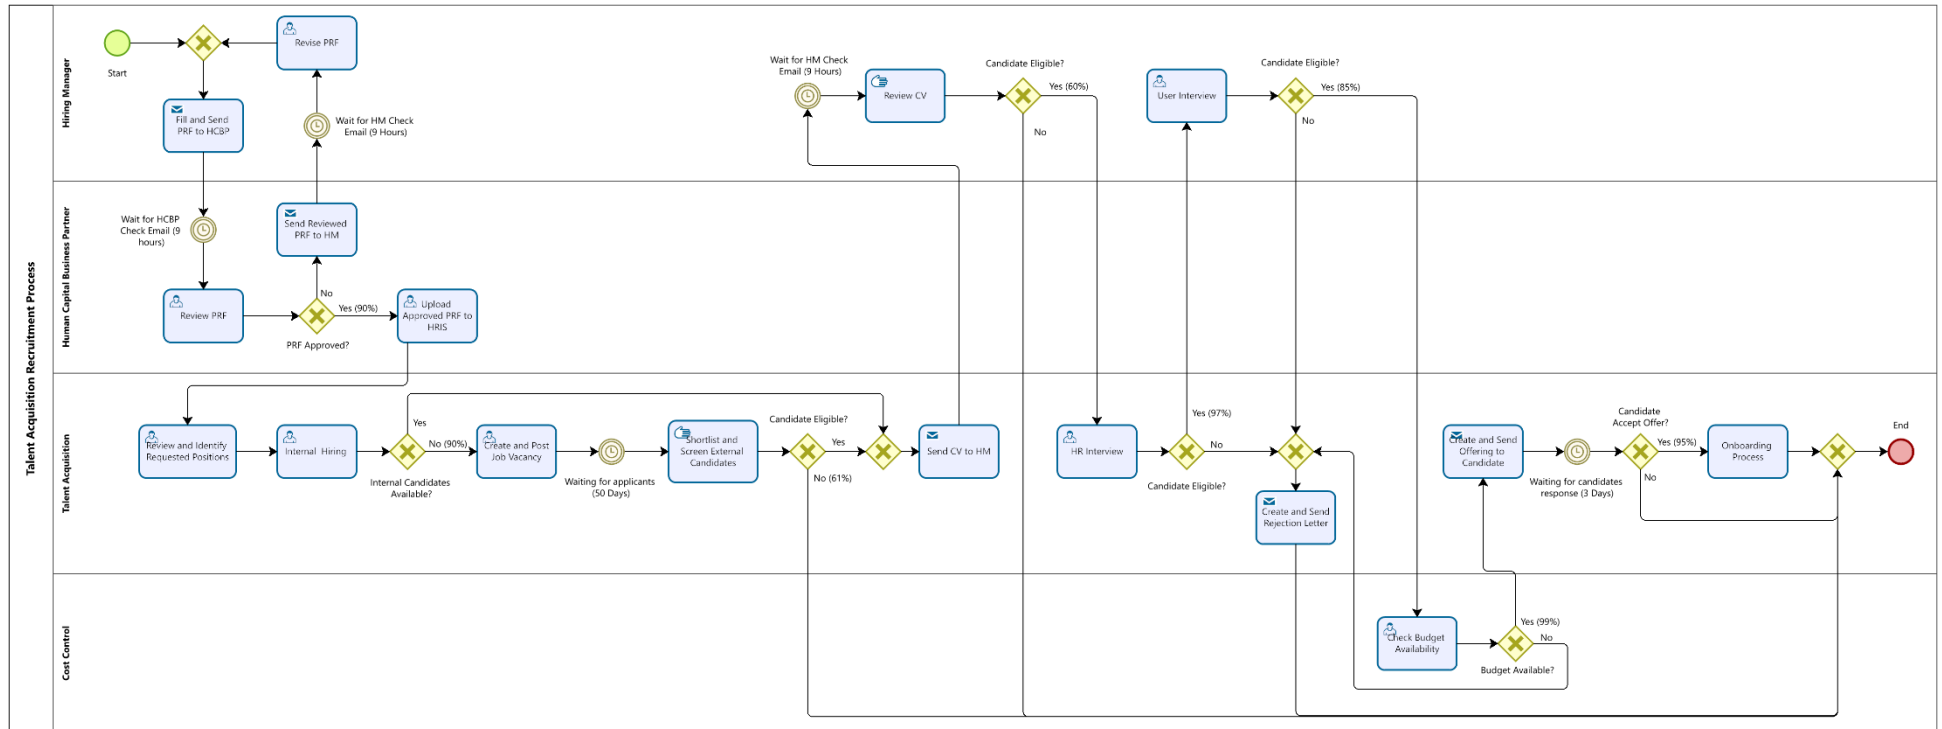 Talent Acquisition Recruitment Process
Hiring Manager
Start
Revise PRF
Fill and Send
PRF to HCBP
Wait for HM Check
Email (9 Hours)
Wait for HM Check
Email (9 Hours)
Review CV
Candidate Eligible?
Yes (60%)
No
User Interview
Candidate Eligible?
Yes (85%)
No
Human Capital Business Partner
Wait for HCBP
Check Email (9
hours)
Send Reviewed
PRF to HM
Review PRF
No
Yes (90%)
PRF Approved?
Upload
Approved PRF to
HRIS
Talent Acquisition
Review and Identify
Requested Positions
Internal Hiring
Yes
No (90%)
Internal Candidates
Available?
Create and Post
Job Vacancy
Waiting for applicants
(50 Days)
Shortlist and
Screen External
Candidates
Candidate Eligible?
Yes
No (61%)
Send CV to HM
HR Interview
Yes (97%)
No
Candidate Eligible?
Create and Send
Rejection Letter
Create and Send
Offering to
Candidate
Waiting for candidates
response (3 Days)
Candidate
Accept Offer?
Yes (95%)
No
Onboarding
Process
End
Cost Control
Check Budget
Availability
Yes (99%)
No
Budget Available?